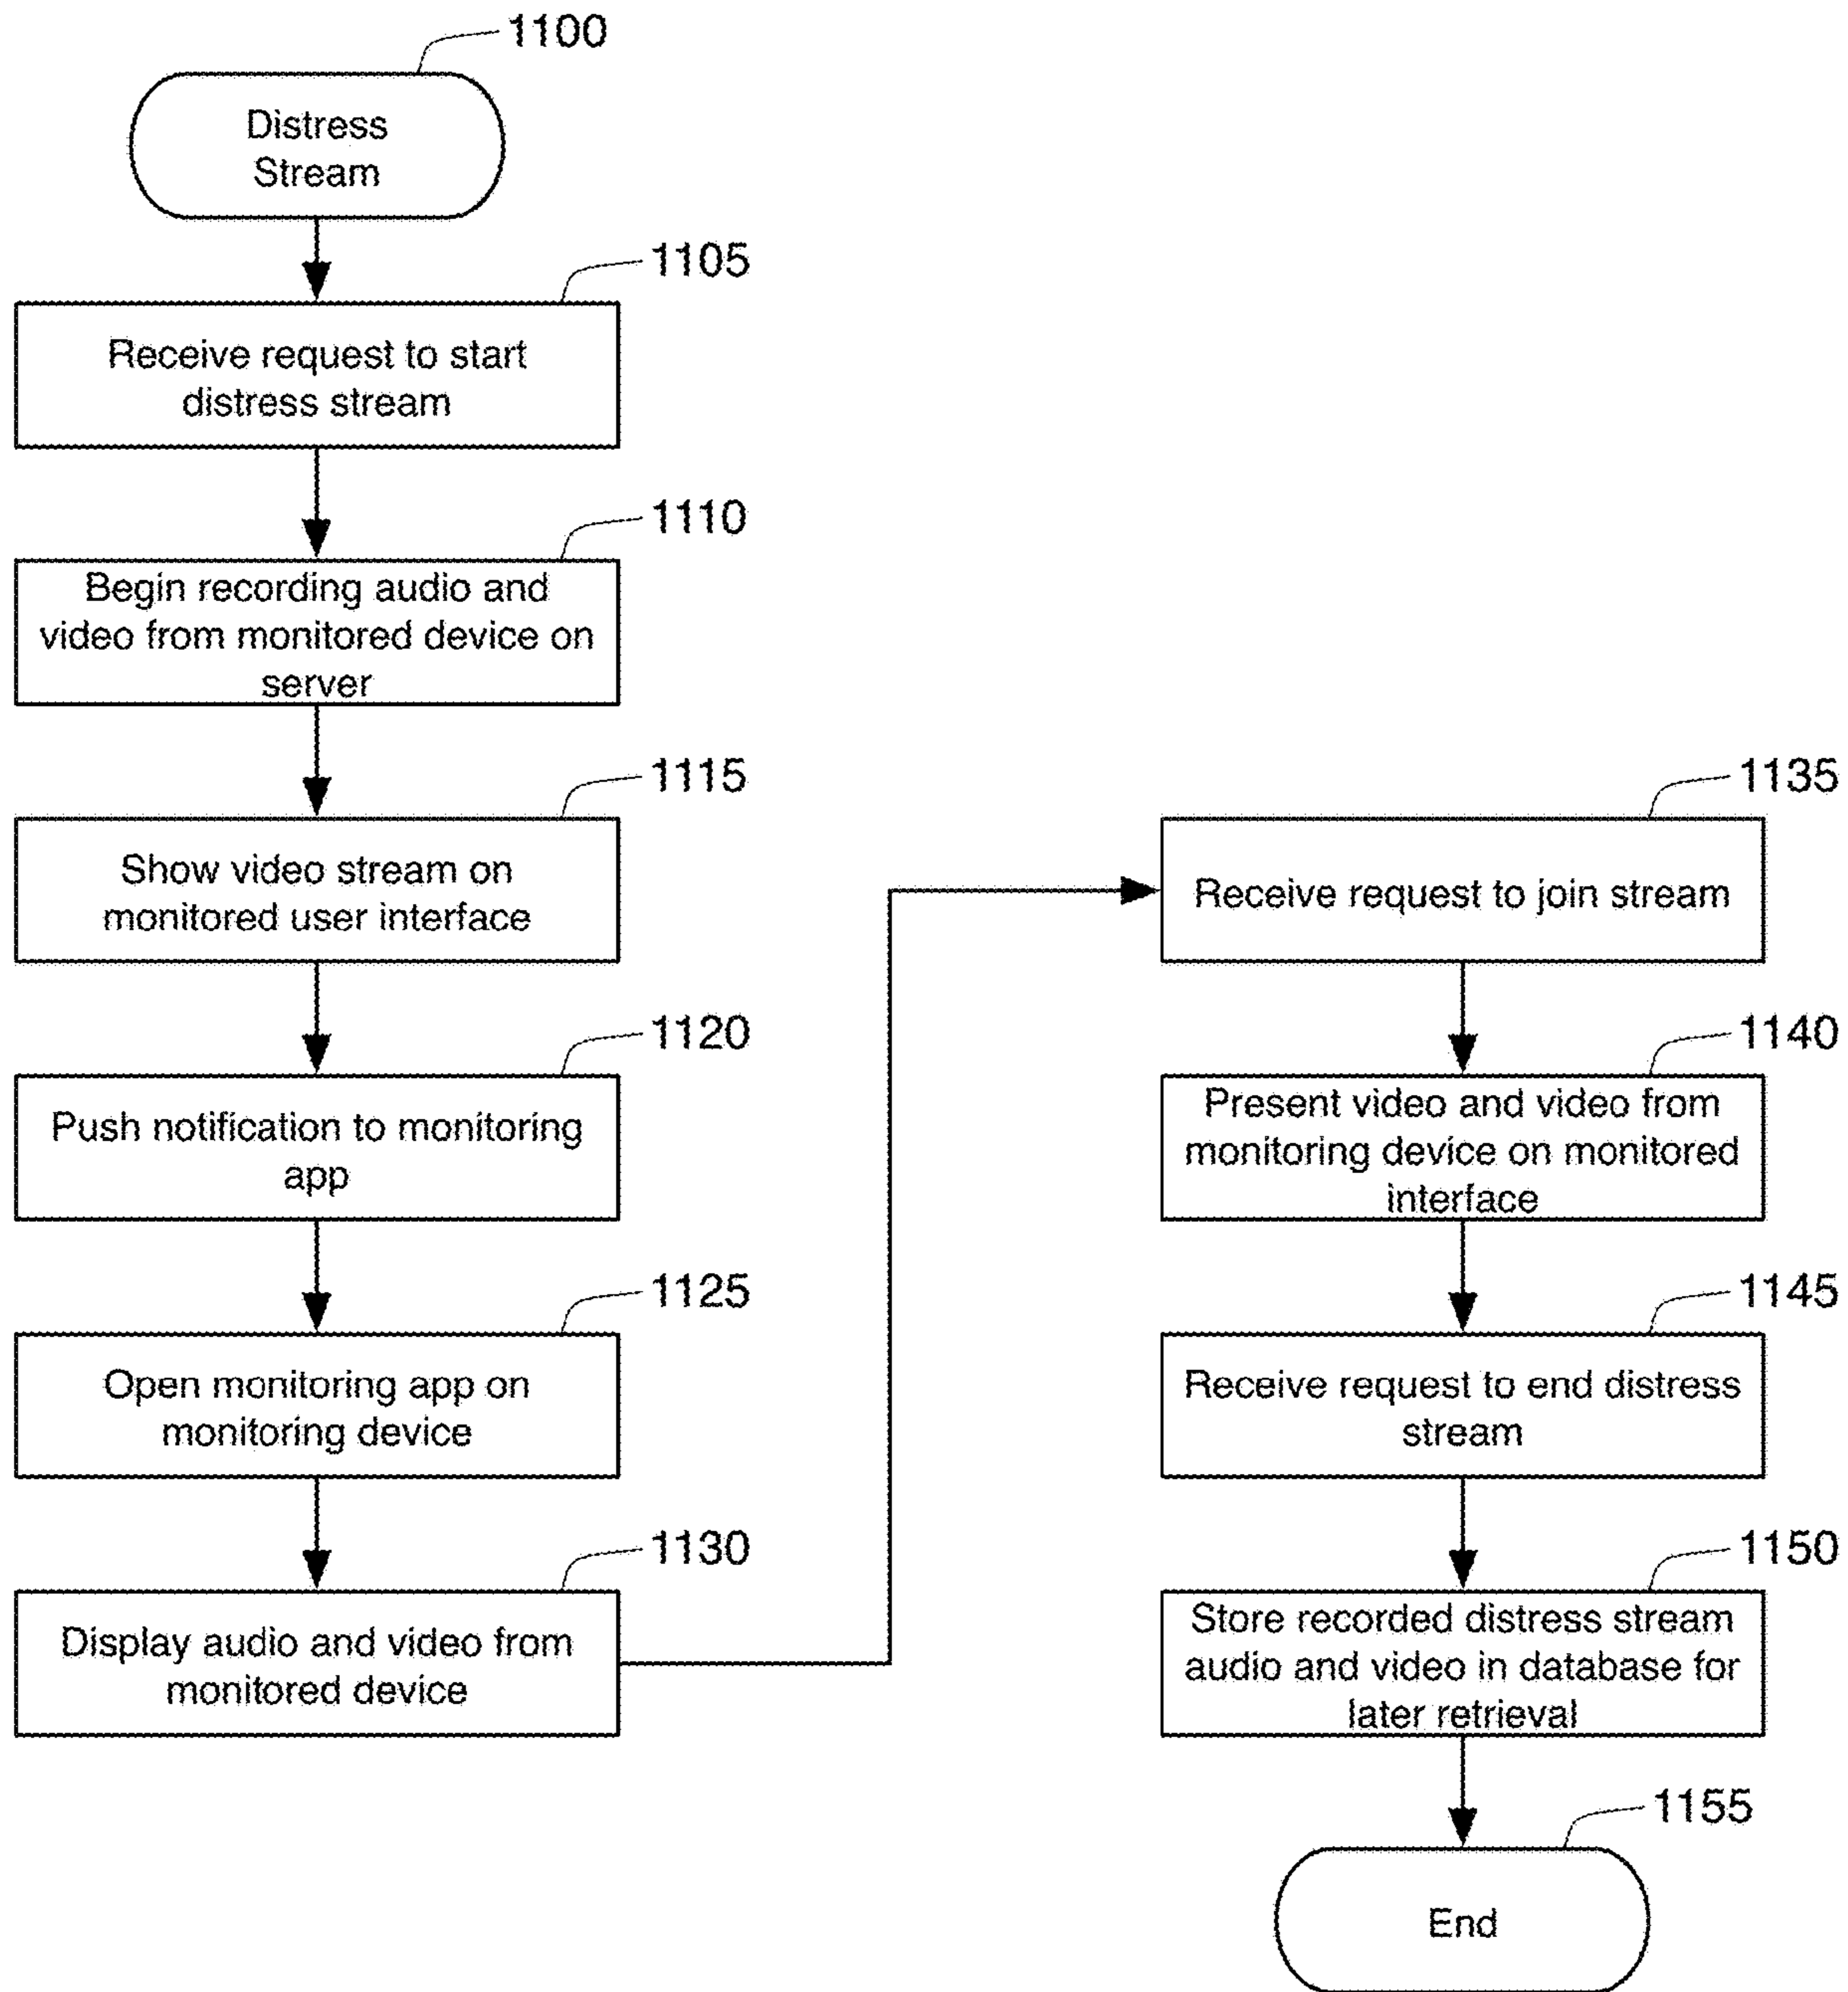 1100
Distress
Stream
1105
Receive request to start
distress stream
1110
Begin recording audio and
video from monitored device on
server
1115
Show video stream on
monitored user interface
1120
Push notification to monitoring
app
1125
Open monitoring app on
monitoring device
1130
Display audio and video from
monitored device
1135
Receive request to join stream
1140
Present video and video from
monitoring device on monitored
interface
1145
Receive request to end distress
stream
1150
Store recorded distress stream
audio and video in database for
later retrieval
1155
End